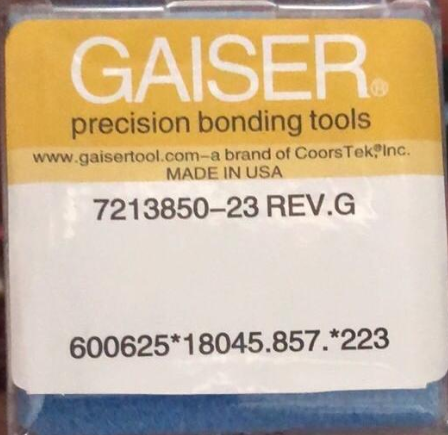 GAISER®
precision bonding tools
www.gaisertool.com–a brand of CoorsTek®,Inc.
MADE IN USA
7213850–23 REV.G
600625*18045.857.*223